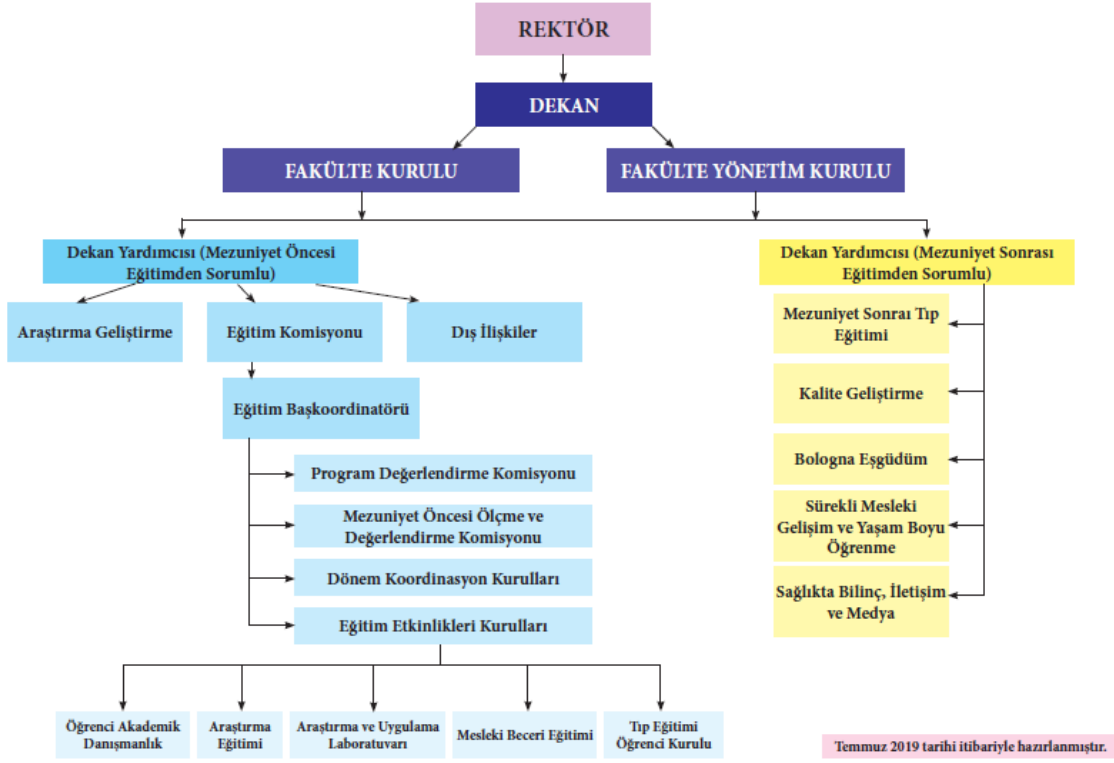 REKTÖR
DEKAN
FAKÜLTE KURULU
FAKÜLTE YÖNETİM KURULU
Dekan Yardımcısı (Mezuniyet Öncesi
Eğitimden Sorumlu)
Dekan Yardımcısı (Mezuniyet Sonrası
Eğitimden Sorumlu)
Araştırma Geliştirme
Eğitim Komisyonu
Dış İlişkiler
Eğitim Başkoordinatörü
Program Değerlendirme Komisyonu
Mezuniyet Öncesi Ölçme ve
Değerlendirme Komisyonu
Dönem Koordinasyon Kurulları
Eğitim Etkinlikleri Kurulları
Öğrenci Akademik
Danışmanlık
Araştırma
Eğitimi
Araştırma ve Uygulama
Laboratuvarı
Mesleki Beceri Eğitimi
Tıp Eğitimi
Öğrenci Kurulu
Mezuniyet Sonraı Tıp
Eğitimi
Kalite Geliştirme
Bologna Eşgüdüm
Sürekli Mesleki
Gelişim ve Yaşam Boyu
Öğrenme
Sağlıkta Bilinç, İletişim
ve Medya
Temmuz 2019 tarihi itibariyle hazırlanmıştır.